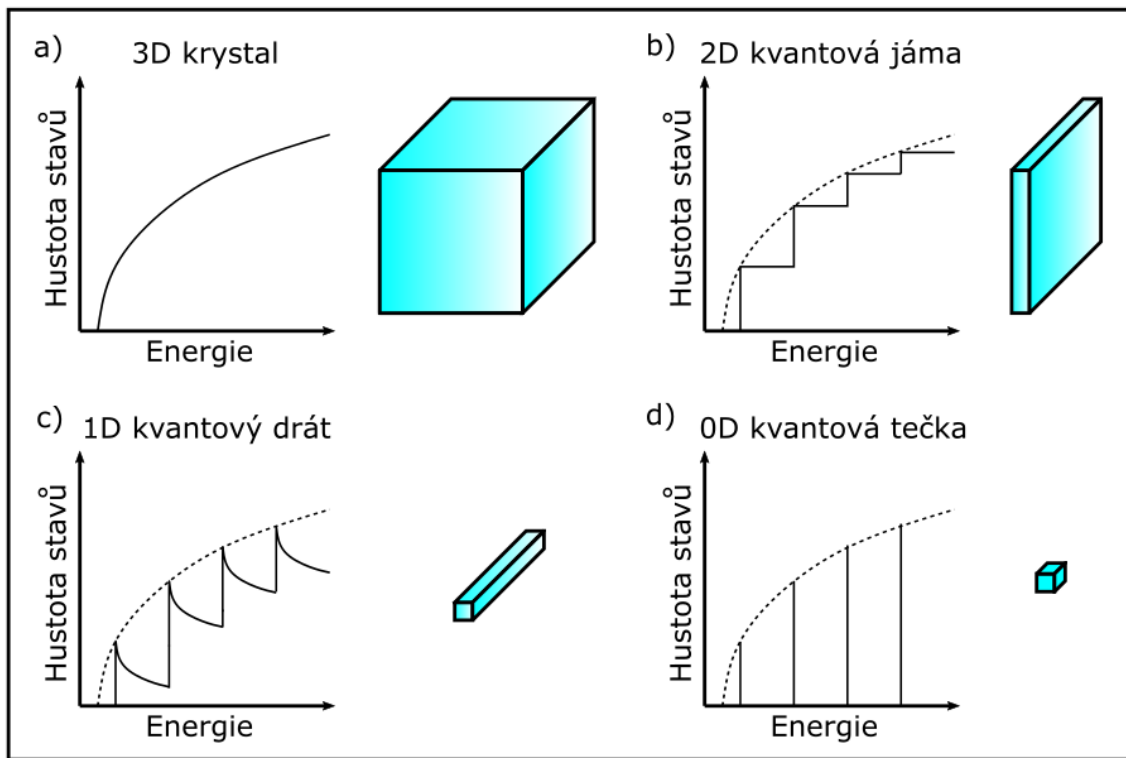 a) 3D krystal
Hustota stavů
Energie
b) 2D kvantová jáma
Hustota stavů
Energie
c) 1D kvantový drát
Hustota stavů
Energie
d) 0D kvantová tečka
Hustota stavů
Energie